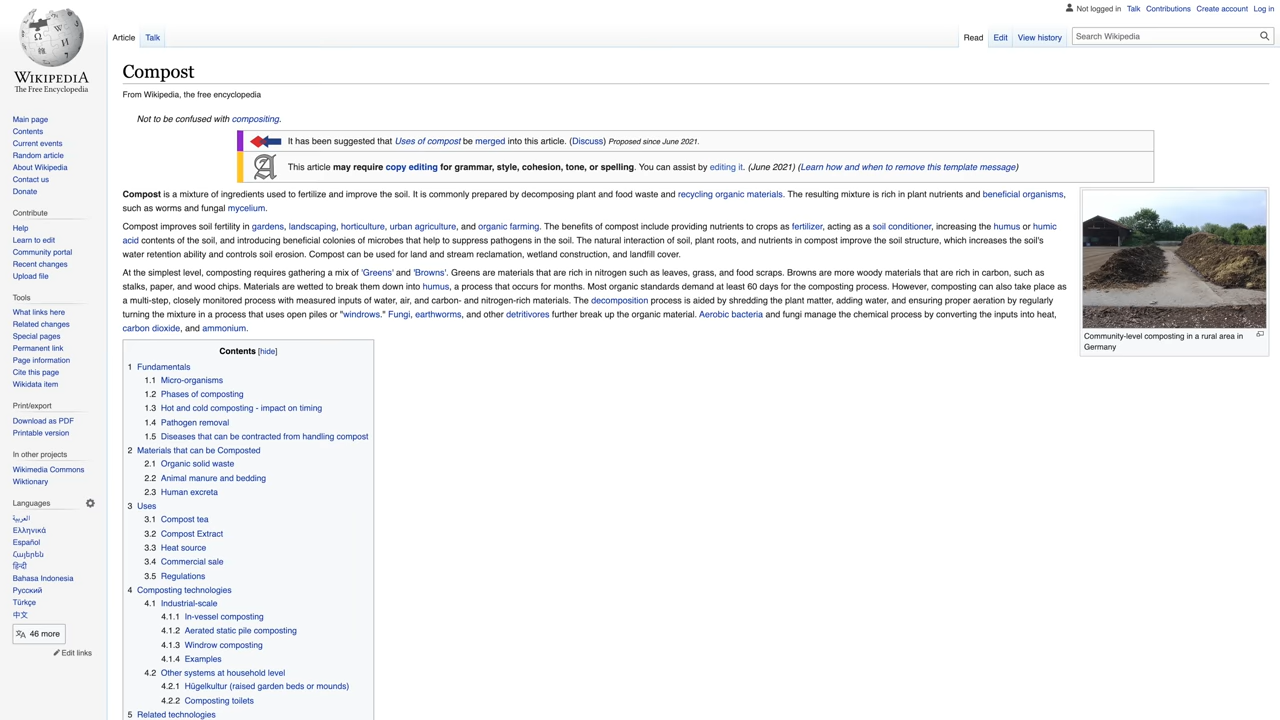 WIKIPEDIA
The Free Encyclopedia
Not logged in Talk Contributions Create account Log in
Article Talk
Read Edit View history
Search Wikipedia
Main page
Contents
Current events
Random article
About Wikipedia
Contact us
Donate
Contribute
Help
Learn to edit
Community portal
Recent changes
Upload file
Tools
What links here
Related changes
Special pages
Permanent link
Page information
Cite this page
Wikidata item
Print/export
Download as PDF
Printable version
In other projects
Wikimedia Commons
Wiktionary
Languages
العربية
Ελληνικά
Español
Հայերեն
हिन्दी
Bahasa Indonesia
Русский
Türkçe
中文
46 more
Edit links
Compost
From Wikipedia, the free encyclopedia
Not to be confused with compositing.
It has been suggested that Uses of compost be merged into this article. (Discuss) Proposed since June 2021.
This article may require copy editing for grammar, style, cohesion, tone, or spelling. You can assist by editing it. (June 2021) (Learn how and when to remove this template message)
Compost is a mixture of ingredients used to fertilize and improve the soil. It is commonly prepared by decomposing plant and food waste and recycling organic materials. The resulting mixture is rich in plant nutrients and beneficial organisms,
such as worms and fungal mycelium.
Compost improves soil fertility in gardens, landscaping, horticulture, urban agriculture, and organic farming. The benefits of compost include providing nutrients to crops as fertilizer, acting as a soil conditioner, increasing the humus or humic
acid contents of the soil, and introducing beneficial colonies of microbes that help to suppress pathogens in the soil. The natural interaction of soil, plant roots, and nutrients in compost improve the soil structure, which increases the soil's
water retention ability and controls soil erosion. Compost can be used for land and stream reclamation, wetland construction, and landfill cover.
At the simplest level, composting requires gathering a mix of 'Greens' and 'Browns'. Greens are materials that are rich in nitrogen such as leaves, grass, and food scraps. Browns are more woody materials that are rich in carbon, such as
stalks, paper, and wood chips. Materials are wetted to break them down into humus, a process that occurs for months. Most organic standards demand at least 60 days for the composting process. However, composting can also take place as
a multi-step, closely monitored process with measured inputs of water, air, and carbon- and nitrogen-rich materials. The decomposition process is aided by shredding the plant matter, adding water, and ensuring proper aeration by regularly
turning the mixture in a process that uses open piles or "windrows." Fungi, earthworms, and other detritivores further break up the organic material. Aerobic bacteria and fungi manage the chemical process by converting the inputs into heat,
carbon dioxide, and ammonium.
Community-level composting in a rural area in
Germany
Contents [hide]
1 Fundamentals
1.1 Micro-organisms
1.2 Phases of composting
1.3 Hot and cold composting - impact on timing
1.4 Pathogen removal
1.5 Diseases that can be contracted from handling compost
2 Materials that can be Composted
2.1 Organic solid waste
2.2 Animal manure and bedding
2.3 Human excreta
3 Uses
3.1 Compost tea
3.2 Compost Extract
3.3 Heat source
3.4 Commercial sale
3.5 Regulations
4 Composting technologies
4.1 Industrial-scale
4.1.1 In-vessel composting
4.1.2 Aerated static pile composting
4.1.3 Windrow composting
4.1.4 Examples
4.2 Other systems at household level
4.2.1 Hügelkultur (raised garden beds or mounds)
4.2.2 Composting toilets
5 Related technologies